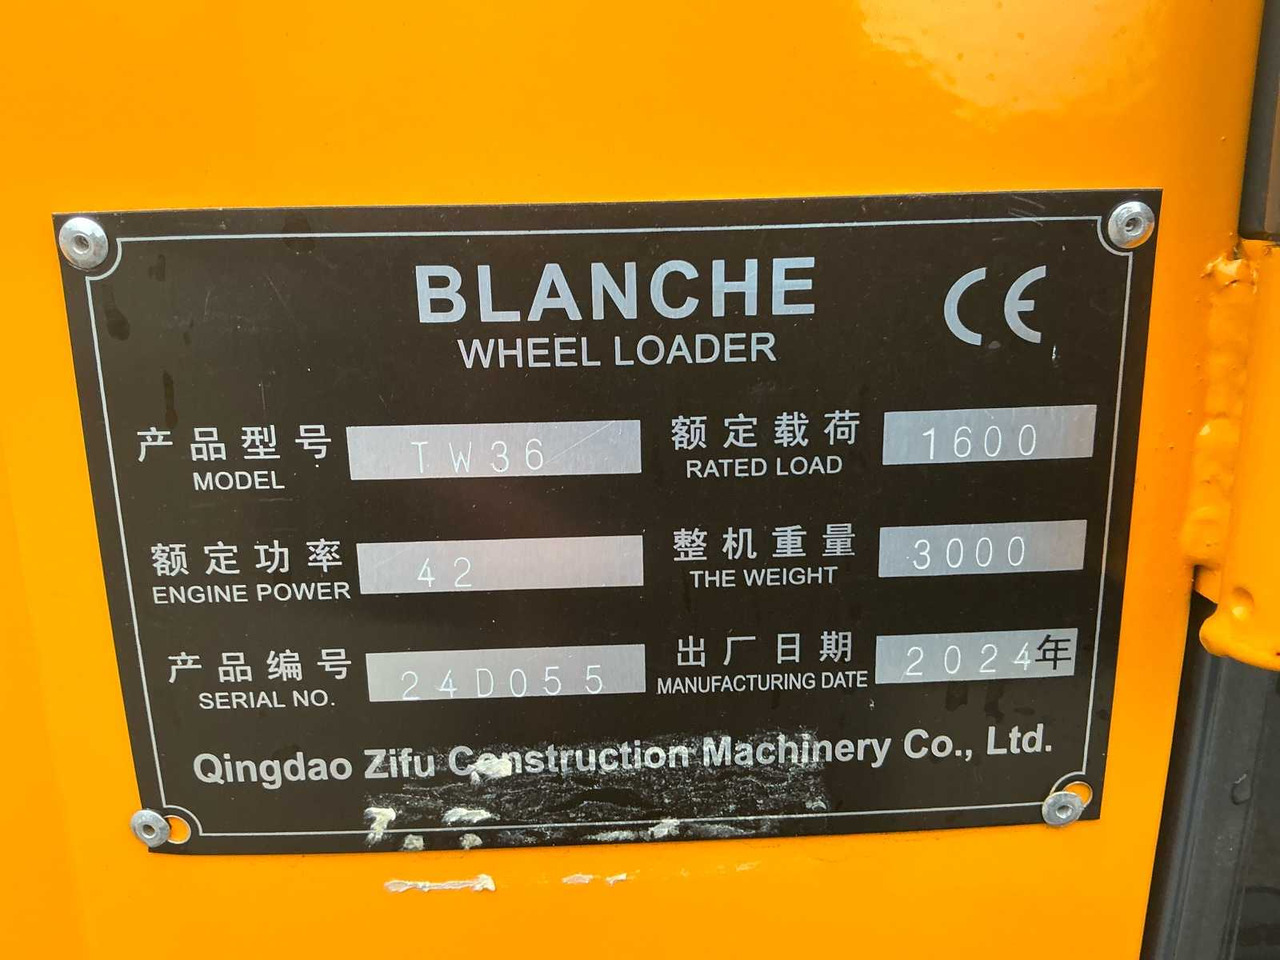 BLANCHE
CE
WHEEL LOADER
产品型号 TW36 额定载荷 1600
MODEL RATED LOAD
额定功率 42 整机重量 3000
ENGINE POWER THE WEIGHT
产品编号 24D055 出厂日期 2024年
SERIAL NO. MANUFACTURING DATE
Qingdao Zifu Construction Machinery Co., Ltd.